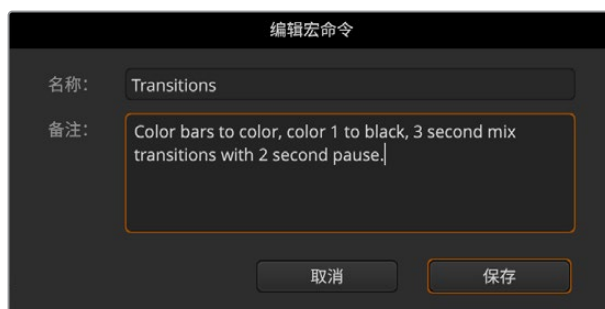 编辑宏命令
名称: Transitions
备注: Color bars to color, color 1 to black, 3 second mix
transitions with 2 second pause.
取消 保存